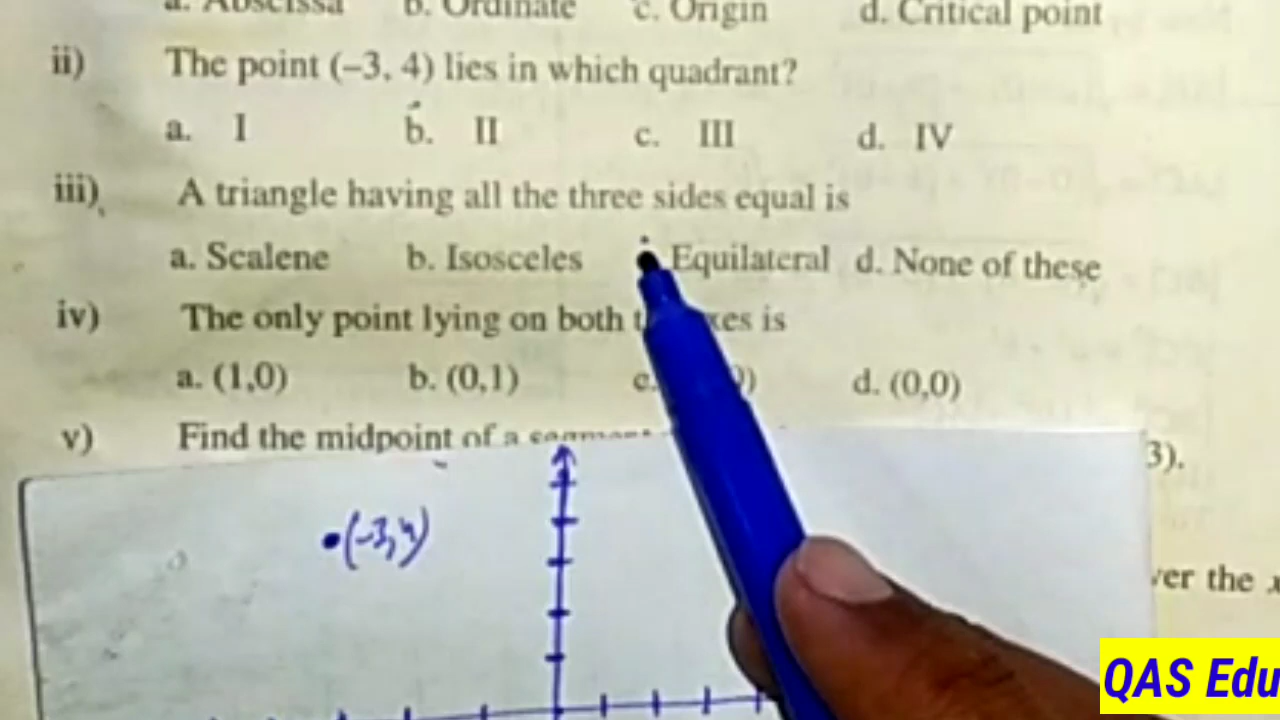 a. Abscissa b. Ordinate c. Origin d. Critical point
ii) The point (–3, 4) lies in which quadrant?
a. I b. II c. III d. IV
iii) A triangle having all the three sides equal is
a. Scalene b. Isosceles Equilateral d. None of these
iv) The only point lying on both is
a. (1,0) b. (0,1) c. d. (0,0)
v) Find the midpoint of a segment 3).
(-3,4)
ver the
QAS Edu